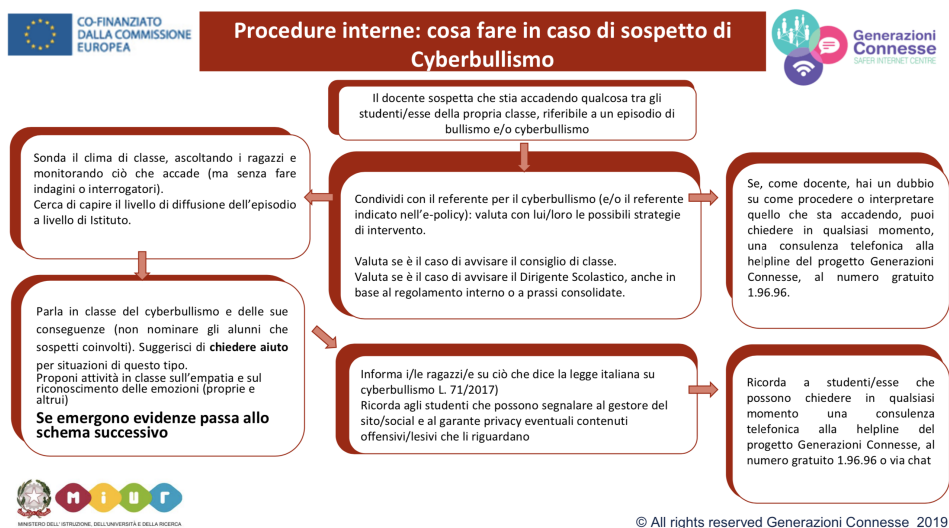 CO-FINANZIATO
DALLA COMMISSIONE
EUROPEA
Procedure interne: cosa fare in caso di sospetto di
Cyberbullismo
Generazioni
Connesse
SAFER INTERNET CENTRE
Il docente sospetta che stia accadendo qualcosa tra gli
studenti/esse della propria classe, riferibile a un episodio di
bullismo e/o cyberbullismo
Sonda il clima di classe, ascoltando i ragazzi e
monitorando ciò che accade (ma senza fare
indagini o interrogatori).
Cerca di capire il livello di diffusione dell'episodio
a livello di Istituto.
Condividi con il referente per il cyberbullismo (e/o il referente
indicato nell'e-policy): valuta con lui/loro le possibili strategie
di intervento.
Valuta se è il caso di avvisare il consiglio di classe.
Valuta se è il caso di avvisare il Dirigente Scolastico, anche in
base al regolamento interno o a prassi consolidate.
Se, come docente, hai un dubbio
su come procedere o interpretare
quello che sta accadendo, puoi
chiedere in qualsiasi momento,
una consulenza telefonica alla
helpline del progetto Generazioni
Connesse, al numero gratuito
1.96.96.
Parla in classe del cyberbullismo e delle sue
conseguenze (non nominare gli alunni che
sospetti coinvolti). Suggerisci di chiedere aiuto
per situazioni di questo tipo.
Proponi attività in classe sull'empatia e sul
riconoscimento delle emozioni (proprie e
altrui)
Se emergono evidenze passa allo
schema successivo
Informa i/le ragazzi/e su ciò che dice la legge italiana su
cyberbullismo L. 71/2017)
Ricorda agli studenti che possono segnalare al gestore del
sito/social e al garante privacy eventuali contenuti
offensivi/lesivi che li riguardano
Ricorda a studenti/esse che
possono chiedere in qualsiasi
momento una consulenza
telefonica alla helpline del
progetto Generazioni Connesse, al
numero gratuito 1.96.96 o via chat
miur
MINISTERO DELL' ISTRUZIONE, DELL'UNIVERSITÀ E DELLA RICERCA
© All rights reserved Generazioni Connesse 2019